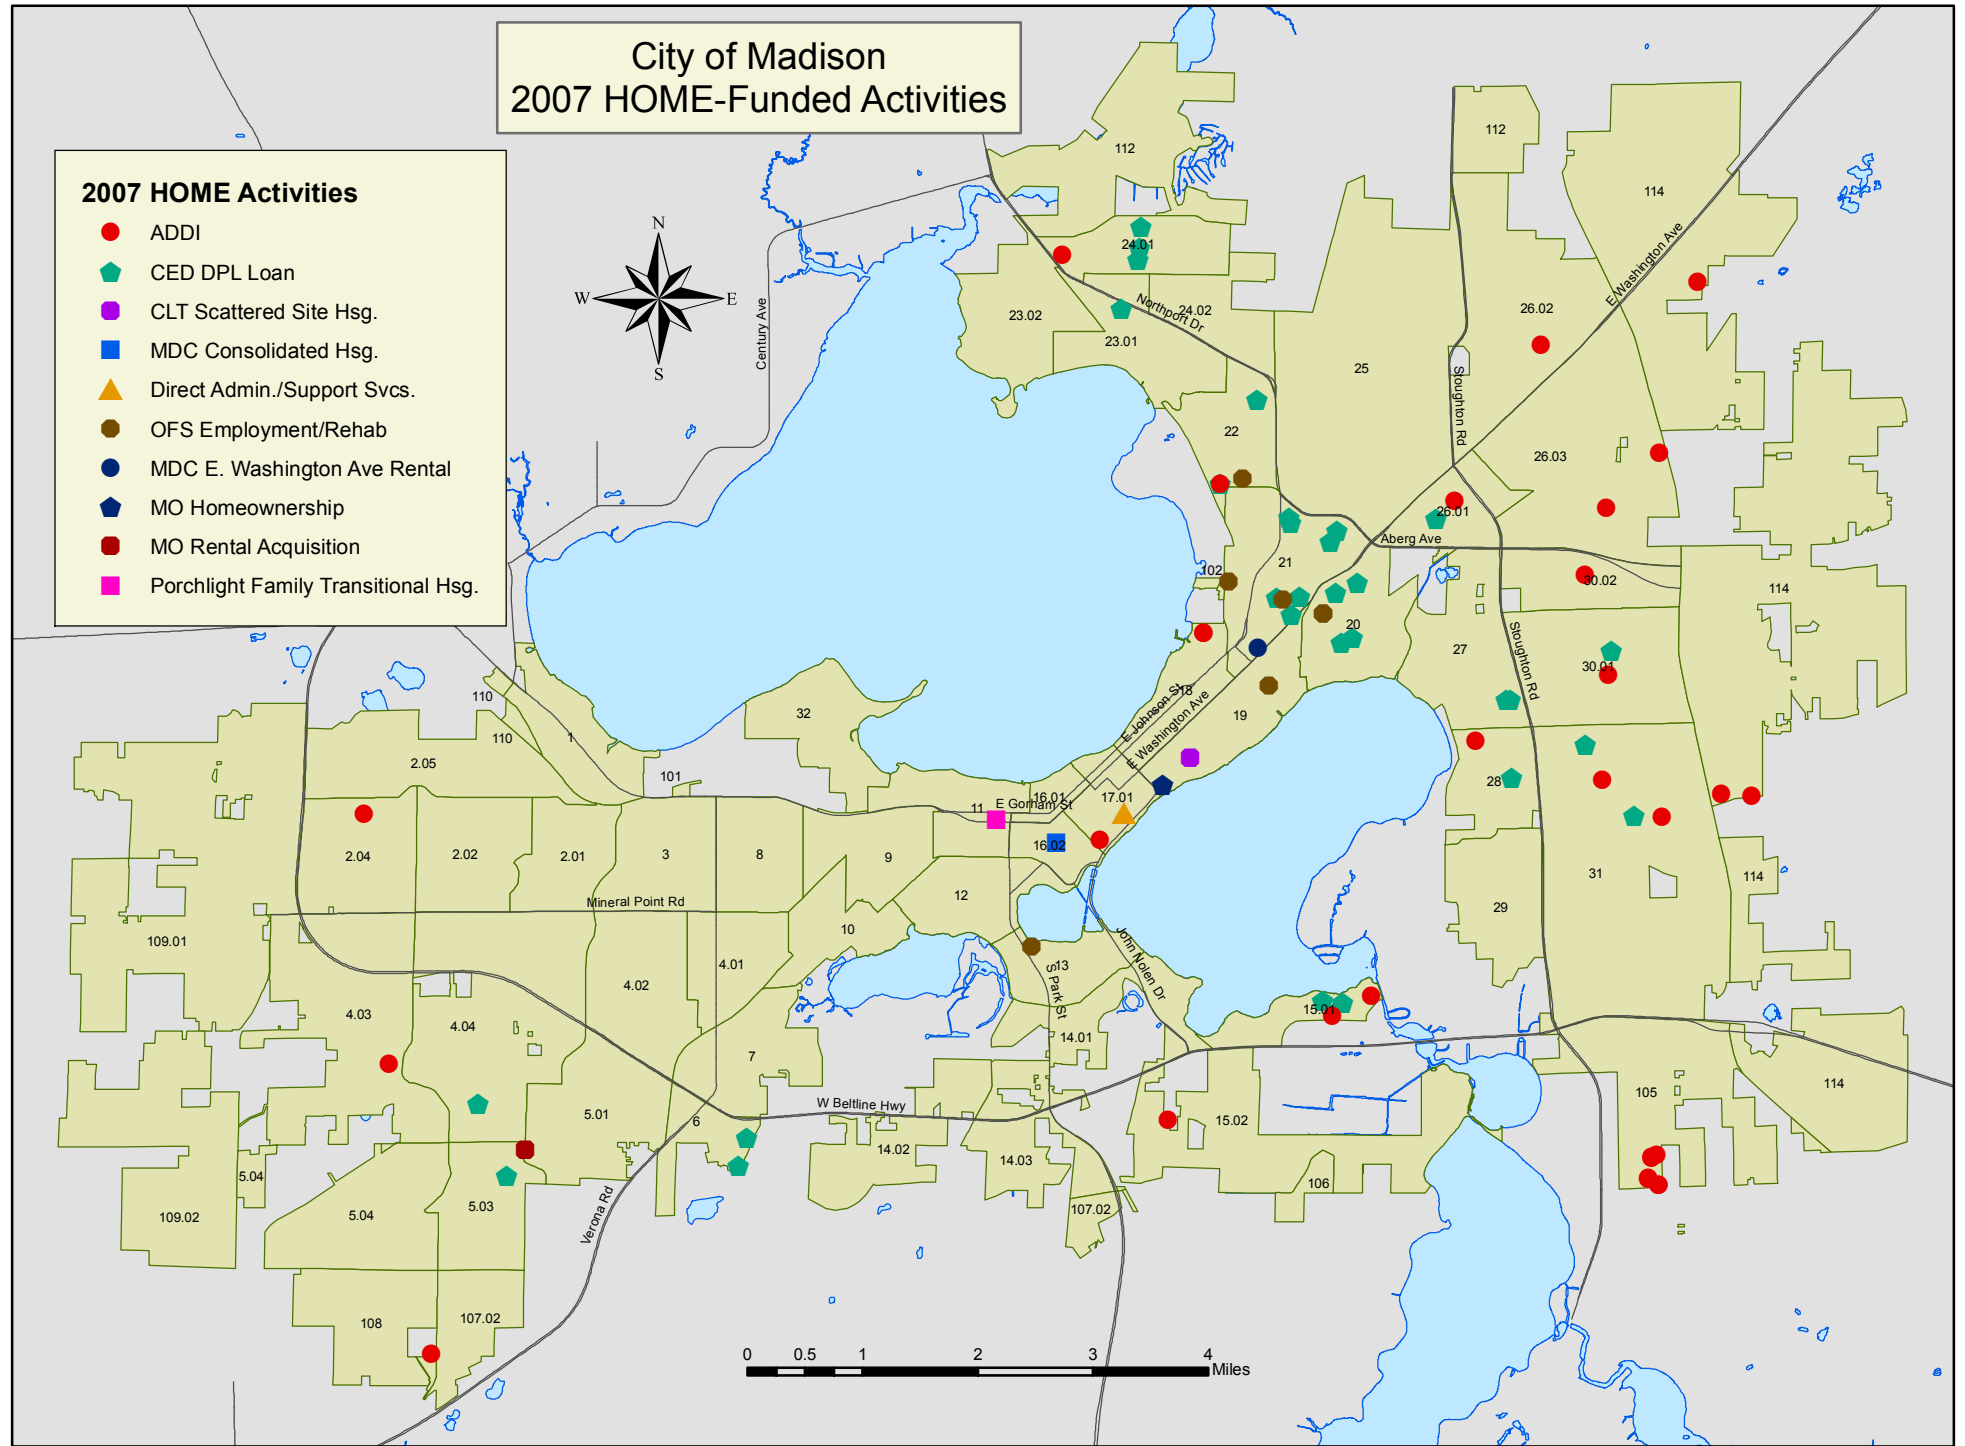 City of Madison
2007 HOME-Funded Activities
2007 HOME Activities
ADDI
CED DPL Loan
CLT Scattered Site Hsg.
MDC Consolidated Hsg.
Direct Admin./Support Svcs.
OFS Employment/Rehab
MDC E. Washington Ave Rental
MO Homeownership
MO Rental Acquisition
Porchlight Family Transitional Hsg.
N
W
E
S
Century Ave
112
112
114
24.01
E Washington Ave
Northport Dr
24.02
23.02
23.01
26.02
25
Stoughton Rd
22
26.03
26.01
Aberg Ave
21
102
30.02
114
20
27
Stoughton Rd
30.01
110
18
32
E Johnson St
E Washington Ave
19
110
1
2.05
101
28
16.01
17.01
11
E Gorham St
16.02
2.04
2.02
2.01
3
8
9
31
114
12
Mineral Point Rd
29
10
109.01
John Nolen Dr
13
4.01
S Park St
4.02
15.01
4.03
4.04
14.01
7
114
105
W Beltline Hwy
5.01
6
15.02
14.02
14.03
5.04
106
109.02
5.04
5.03
107.02
Verona Rd
108
107.02
0 0.5 1 2 3 4
Miles